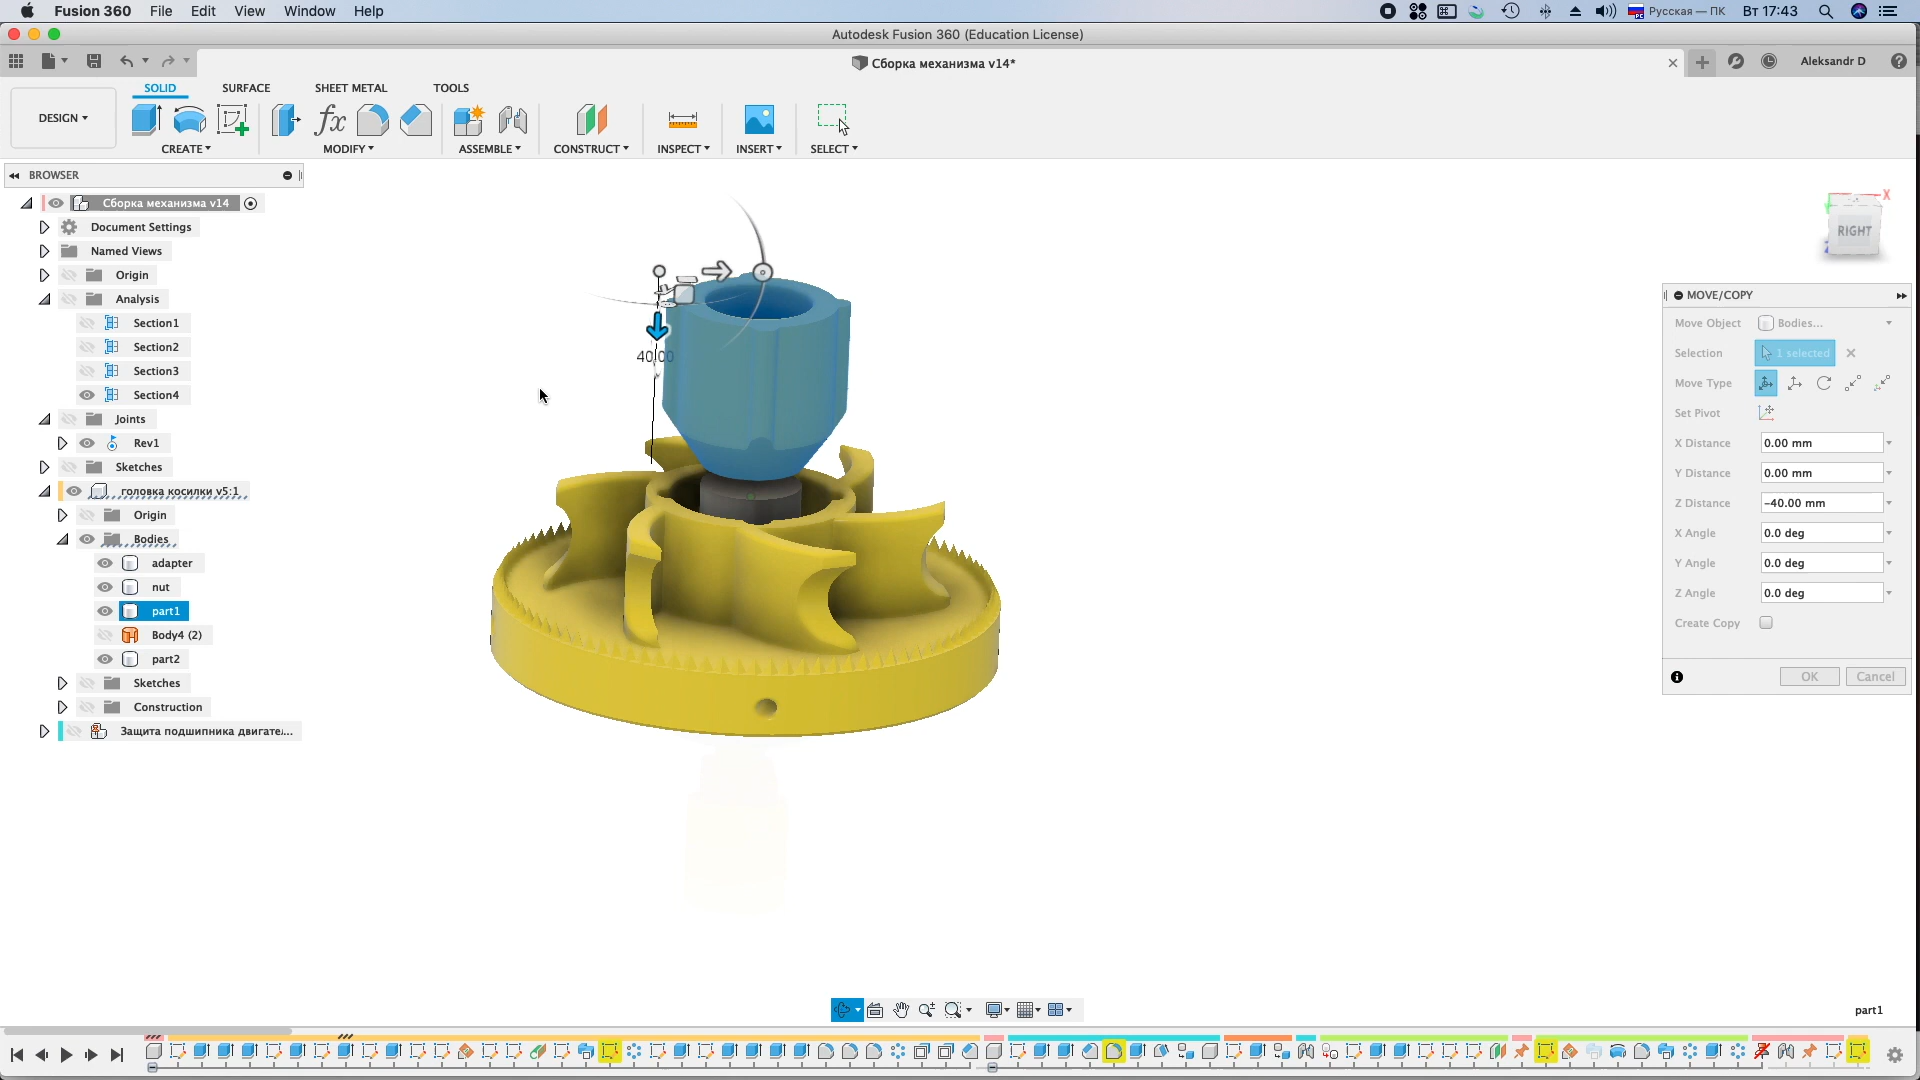 Fusion 360 File Edit View Window Help Русская — ПК Вт 17:43
Autodesk Fusion 360 (Education License)
Сборка механизма v14* Aleksandr D
SOLID SURFACE SHEET METAL TOOLS
DESIGN
CREATE MODIFY ASSEMBLE CONSTRUCT INSPECT INSERT SELECT
BROWSER
Сборка механизма v14
Document Settings
Named Views
Origin
Analysis
Section1
Section2
Section3
Section4
Joints
Rev1
Sketches
головка косилки v5:1
Origin
Bodies
adapter
nut
part1
Body4 (2)
part2
Sketches
Construction
Защита подшипника двигате...
40.00
X
RIGHT
Z
MOVE/COPY
Move Object Bodies...
Selection 1 selected
Move Type
Set Pivot
X Distance 0.00 mm
Y Distance 0.00 mm
Z Distance -40.00 mm
X Angle 0.0 deg
Y Angle 0.0 deg
Z Angle 0.0 deg
Create Copy
OK Cancel
part1